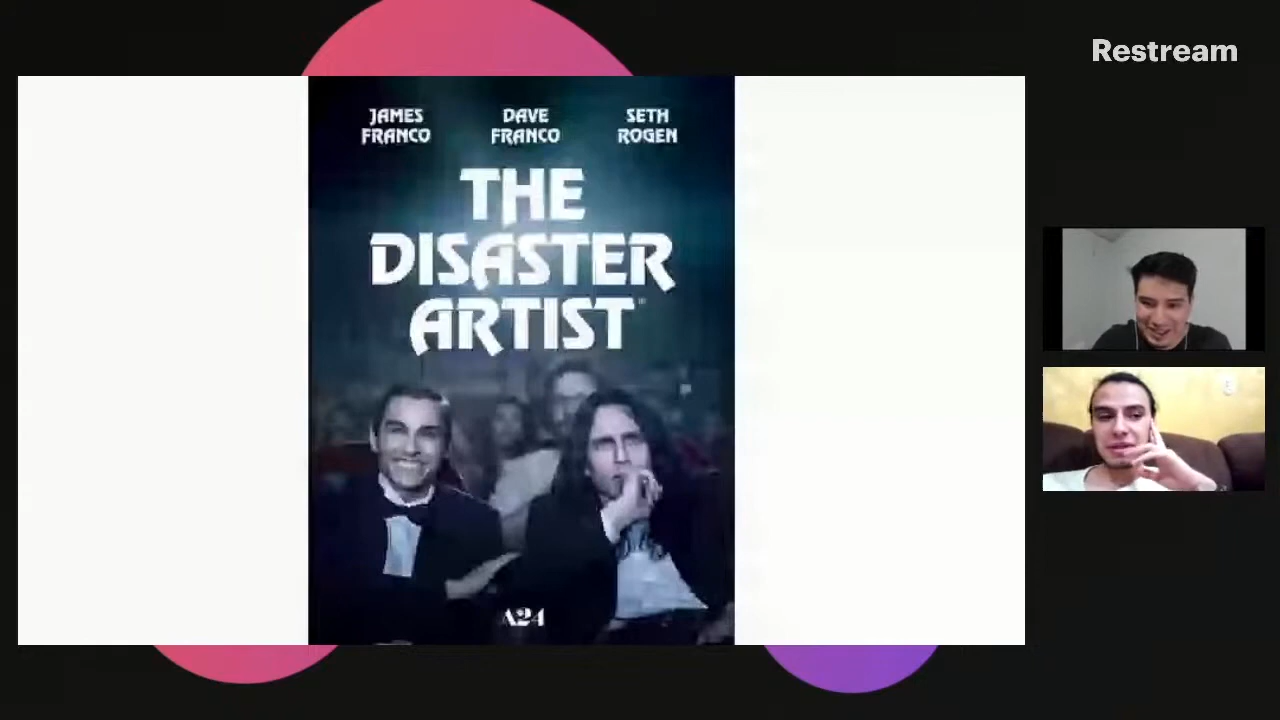 Restream
JAMES FRANCO
DAVE FRANCO
SETH ROGEN
THE
DISASTER
ARTIST
A24